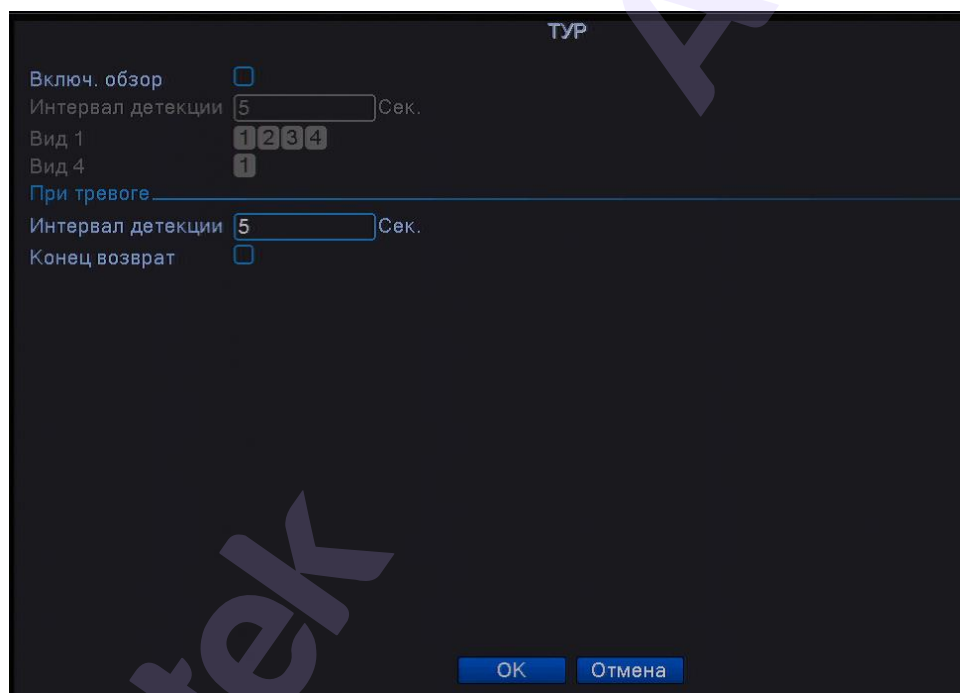 ТУР
Включ. обзор
Интервал детекции 5 Сек.
Вид 1 1 2 3 4
Вид 4 1
При тревоге
Интервал детекции 5 Сек.
Конец возврат
OK Отмена
tek
A